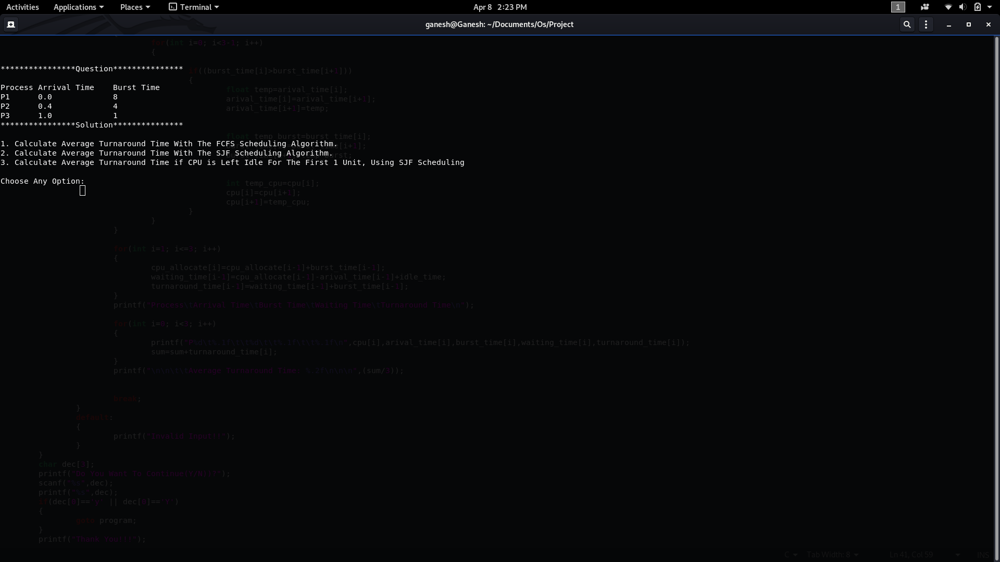 Activities Applications Places Terminal Apr 8 2:23 PM 1
ganesh@Ganesh: ~/Documents/Os/Project
for(int i=0; i<3-1; i++)
{
****************Question***************
if((burst_time[i]>burst_time[i+1]))
{
Process Arrival Time Burst Time
float temp=arival_time[i];
P1 0.0 8
arival_time[i]=arival_time[i+1];
P2 0.4 4
arival_time[i+1]=temp;
P3 1.0 1
****************Solution***************
float temp_burst=burst_time[i];
1. Calculate Average Turnaround Time With The FCFS Scheduling Algorithm.
2. Calculate Average Turnaround Time With The SJF Scheduling Algorithm.
3. Calculate Average Turnaround Time if CPU is Left Idle For The First 1 Unit, Using SJF Scheduling
Choose Any Option:
int temp_cpu=cpu[i];
cpu[i]=cpu[i+1];
cpu[i+1]=temp_cpu;
}
}
}
for(int i=1; i<=3; i++)
{
cpu_allocate[i]=cpu_allocate[i-1]+burst_time[i-1];
waiting_time[i-1]=cpu_allocate[i-1]-arival_time[i-1]+idle_time;
turnaround_time[i-1]=waiting_time[i-1]+burst_time[i-1];
}
printf("Process\tArrival Time\tBurst Time\tWaiting Time\tTurnaround Time\n");
for(int i=0; i<3; i++)
{
printf("P%d\t%.1f\t\t%d\t\t%.1f\t\t%.1f\n",cpu[i],arival_time[i],burst_time[i],waiting_time[i],turnaround_time[i]);
sum=sum+turnaround_time[i];
}
printf("\n\n\t\tAverage Turnaround Time: %.2f\n\n\n",(sum/3));
break;
}
default:
{
printf("Invalid Input!!");
}
}
char dec[3];
printf("Do You Want To Continue(Y/N))?");
scanf("%s",dec);
printf("%s",dec);
if(dec[0]=='y' || dec[0]=='Y')
{
goto program;
}
printf("Thank You!!!");
C Tab Width: 8 Ln 41, Col 59 INS